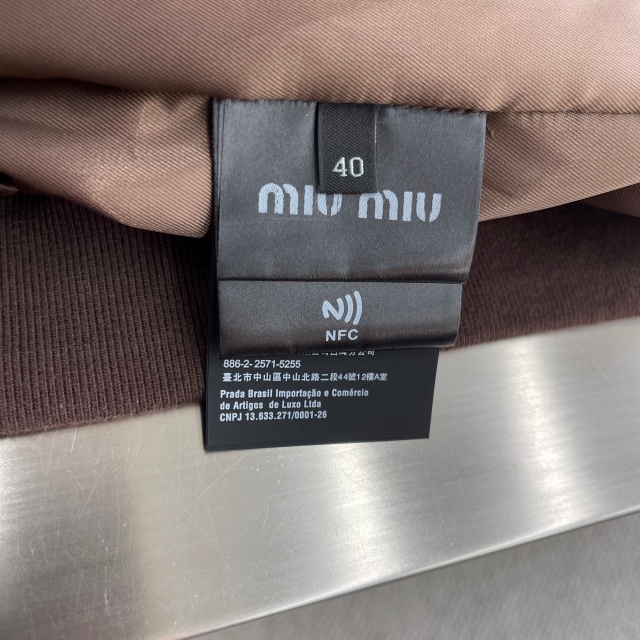 40
miu miu
NFC
886-2-2571-5255
臺北市中山區中山北路二段44號12樓A室
Prada Brasil Importação e Comércio
de Artigos de Luxo Ltda
CNPJ 13.633.271/0001-26